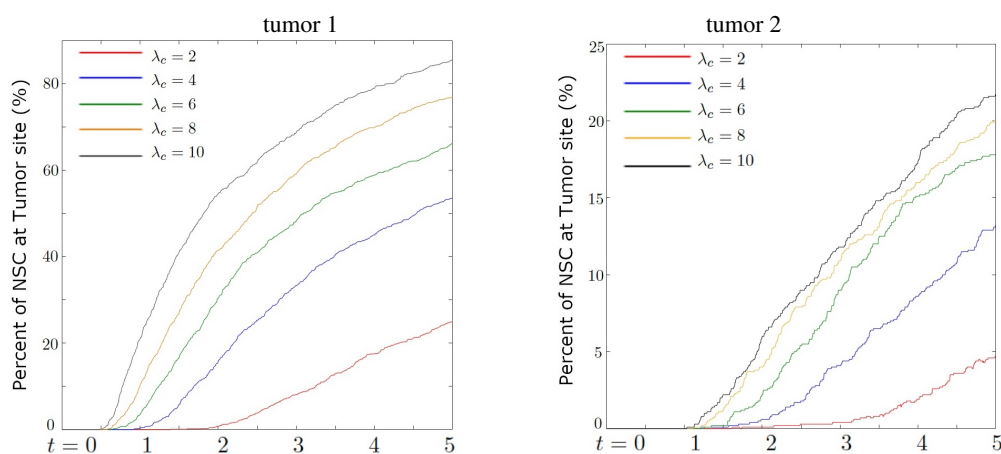 tumor 1
Percent of NSC at Tumor site (%)
80
60
40
20
0
λc = 2
λc = 4
λc = 6
λc = 8
λc = 10
t = 0
1
2
3
4
5
tumor 2
Percent of NSC at Tumor site (%)
25
20
15
10
5
0
λc = 2
λc = 4
λc = 6
λc = 8
λc = 10
t = 0
1
2
3
4
5